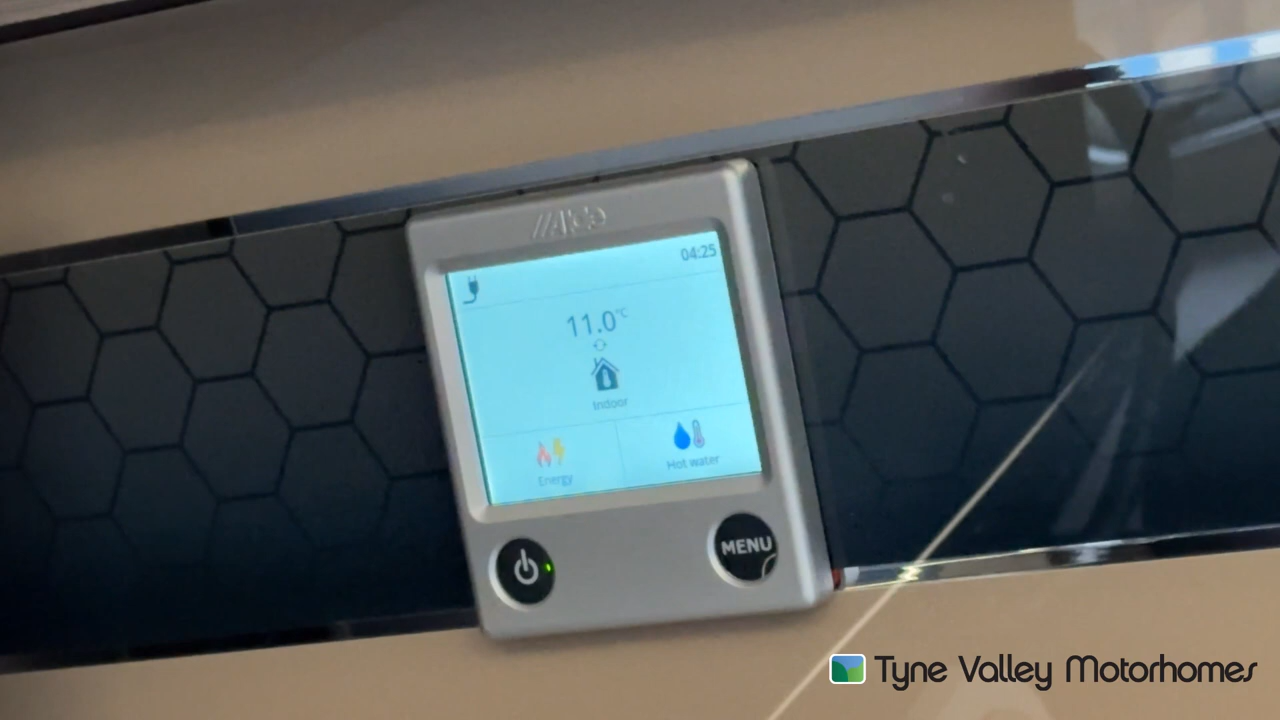 Alde
04:25
11.0°C
Indoor
Energy
Hot water
MENU
Tyne Valley Motorhomes